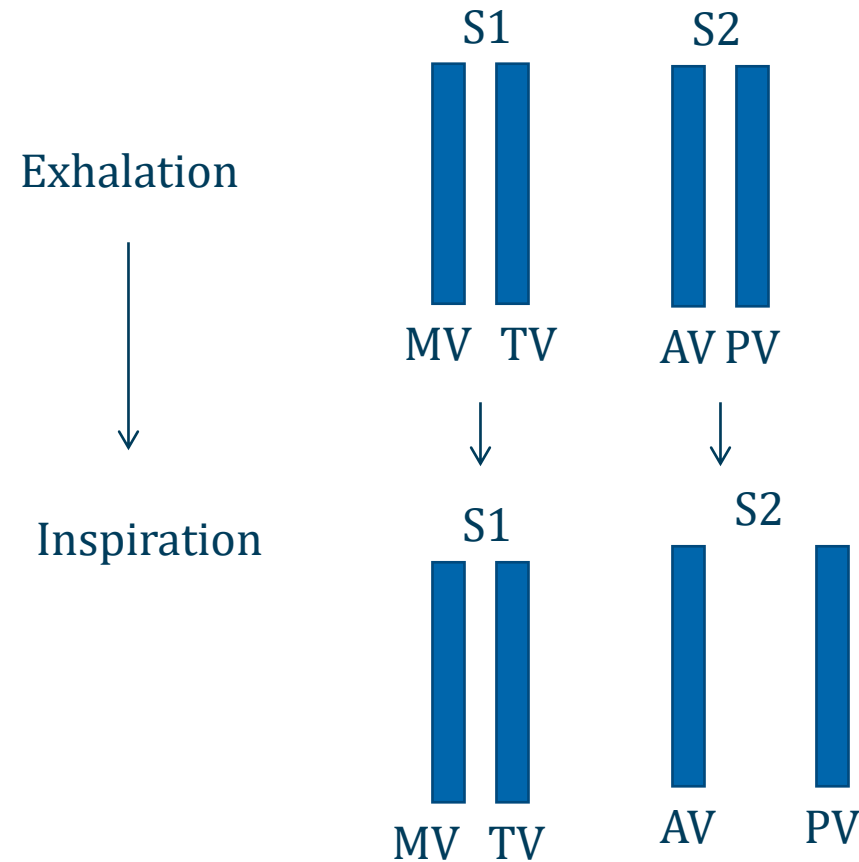 S1
S2
Exhalation
MV TV
AV PV
Inspiration
S1
S2
MV TV
AV PV